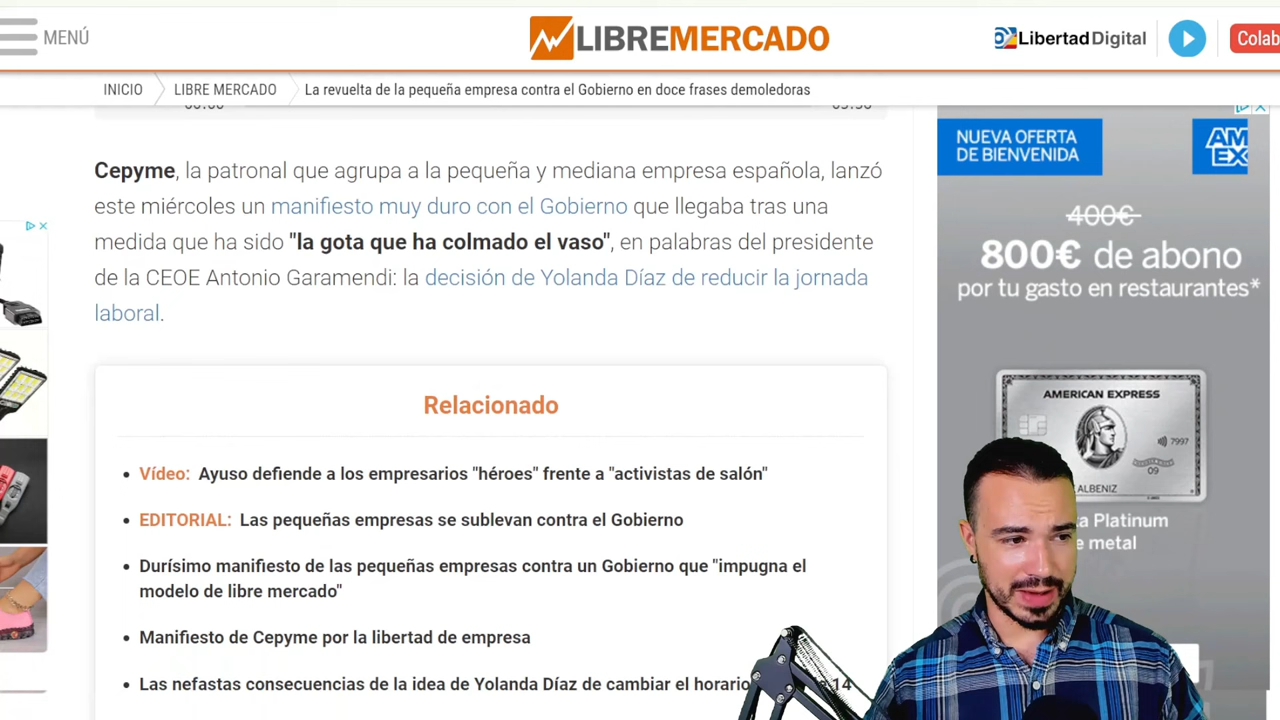 MENÚ
LIBREMERCADO
LibertadDigital
Colab
INICIO
LIBRE MERCADO
La revuelta de la pequeña empresa contra el Gobierno en doce frases demoledoras
Cepyme, la patronal que agrupa a la pequeña y mediana empresa española, lanzó
este miércoles un manifiesto muy duro con el Gobierno que llegaba tras una
medida que ha sido "la gota que ha colmado el vaso", en palabras del presidente
de la CEOE Antonio Garamendi: la decisión de Yolanda Díaz de reducir la jornada
laboral.
Relacionado
• Vídeo: Ayuso defiende a los empresarios "héroes" frente a "activistas de salón"
• EDITORIAL: Las pequeñas empresas se sublevan contra el Gobierno
• Durísimo manifiesto de las pequeñas empresas contra un Gobierno que "impugna el
modelo de libre mercado"
• Manifiesto de Cepyme por la libertad de empresa
• Las nefastas consecuencias de la idea de Yolanda Díaz de cambiar el horario 14
NUEVA OFERTA
DE BIENVENIDA
AM
EX
400€
800€ de abono
por tu gasto en restaurantes*
AMERICAN EXPRESS
7997
09
ALBENIZ
Platinum
metal